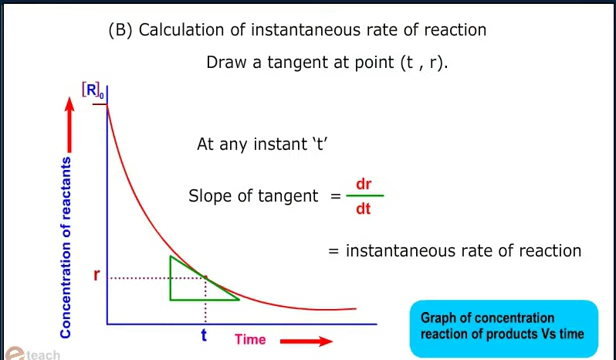 (B) Calculation of instantaneous rate of reaction
Draw a tangent at point (t , r).
[R]0
At any instant ‘t’
Slope of tangent = dr
dt
= instantaneous rate of reaction
Concentration of reactants
r
t
Time
Graph of concentration
reaction of products Vs time
e teach